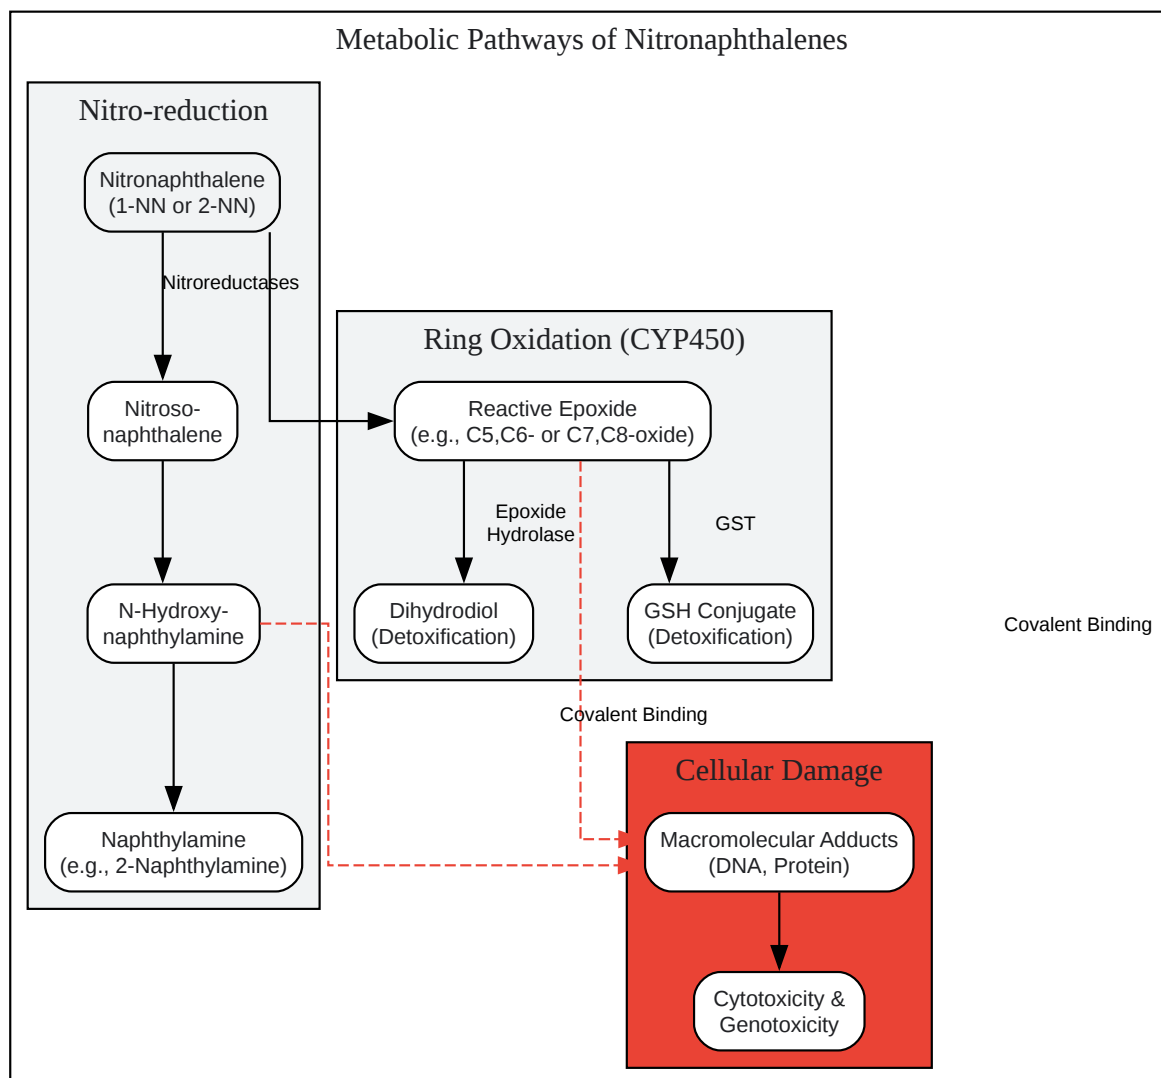 Metabolic Pathways of Nitronaphthalenes
Nitro-reduction
Nitronaphthalene
(1-NN or 2-NN)
Nitroreductases
Nitroso-
naphthalene
N-Hydroxy-
naphthylamine
Naphthylamine
(e.g., 2-Naphthylamine)
Ring Oxidation (CYP450)
Reactive Epoxide
(e.g., C5,C6- or C7,C8-oxide)
Epoxide
Hydrolase
GST
Dihydrodiol
(Detoxification)
GSH Conjugate
(Detoxification)
Covalent Binding
Covalent Binding
Cellular Damage
Macromolecular Adducts
(DNA, Protein)
Cytotoxicity &
Genotoxicity